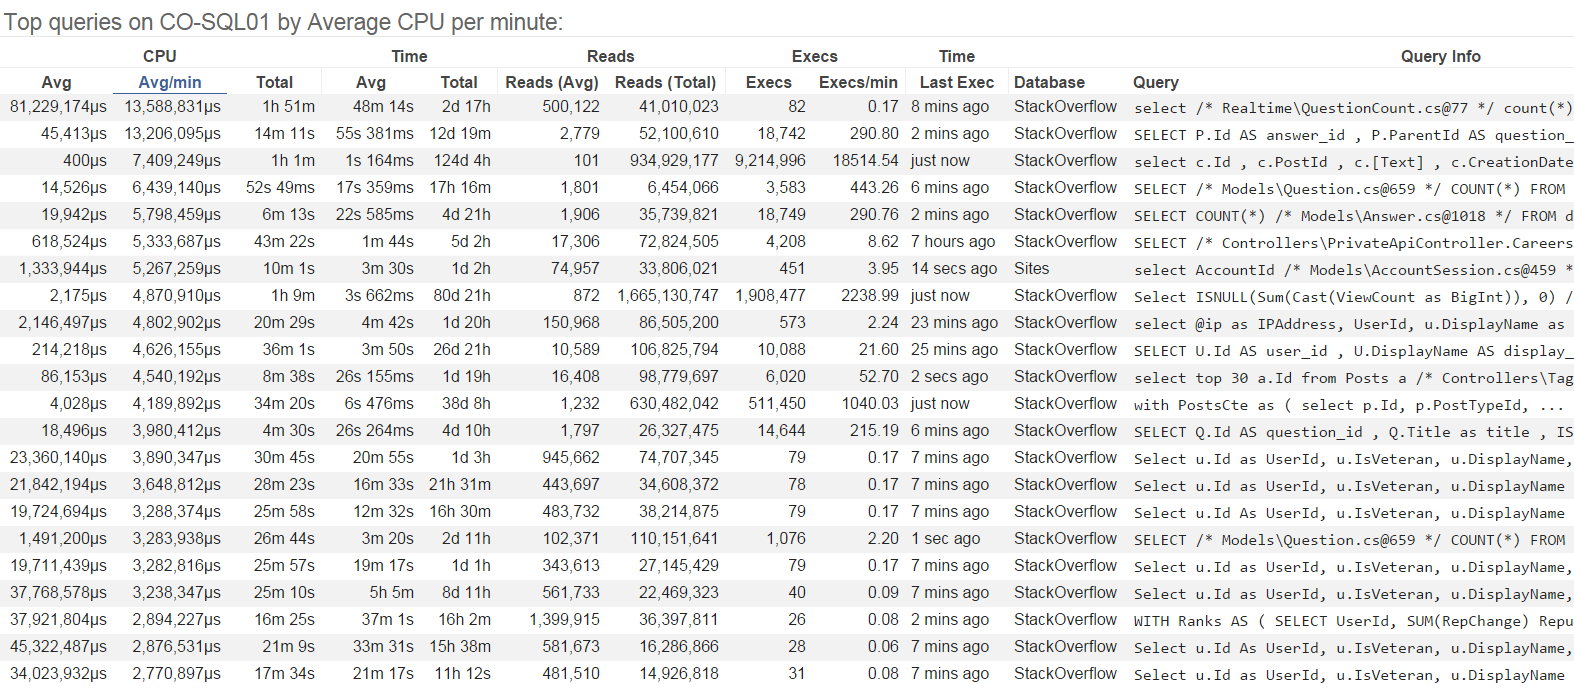 Top queries on CO-SQL01 by Average CPU per minute:
CPU Time Reads Execs Time Query Info
Avg Avg/min Total Avg Total Reads (Avg) Reads (Total) Execs Execs/min Last Exec Database Query
81,229,174µs 13,588,831µs 1h 51m 48m 14s 2d 17h 500,122 41,010,023 82 0.17 8 mins ago StackOverflow select /* Realtime\QuestionCount.cs@77 */ count(*)
45,413µs 13,206,095µs 14m 11s 55s 381ms 12d 19m 2,779 52,100,610 18,742 290.80 2 mins ago StackOverflow SELECT P.Id AS answer_id , P.ParentId AS question_
400µs 7,409,249µs 1h 1m 1s 164ms 124d 4h 101 934,929,177 9,214,996 18514.54 just now StackOverflow select c.Id , c.PostId , c.[Text] , c.CreationDate
14,526µs 6,439,140µs 52s 49ms 17s 359ms 17h 16m 1,801 6,454,066 3,583 443.26 6 mins ago StackOverflow SELECT /* Models\Question.cs@659 */ COUNT(*) FROM
19,942µs 5,798,459µs 6m 13s 22s 585ms 4d 21h 1,906 35,739,821 18,749 290.76 2 mins ago StackOverflow SELECT COUNT(*) /* Models\Answer.cs@1018 */ FROM d
618,524µs 5,333,687µs 43m 22s 1m 44s 5d 2h 17,306 72,824,505 4,208 8.62 7 hours ago StackOverflow SELECT /* Controllers\PrivateApiController.Careers
1,333,944µs 5,267,259µs 10m 1s 3m 30s 1d 2h 74,957 33,806,021 451 3.95 14 secs ago Sites select AccountId /* Models\AccountSession.cs@459 *
2,175µs 4,870,910µs 1h 9m 3s 662ms 80d 21h 872 1,665,130,747 1,908,477 2238.99 just now StackOverflow Select ISNULL(Sum(Cast(ViewCount as BigInt)), 0) /
2,146,497µs 4,802,902µs 20m 29s 4m 42s 1d 20h 150,968 86,505,200 573 2.24 23 mins ago StackOverflow select @ip as IPAddress, UserId, u.DisplayName as
214,218µs 4,626,155µs 36m 1s 3m 50s 26d 21h 10,589 106,825,794 10,088 21.60 25 mins ago StackOverflow SELECT U.Id AS user_id , U.DisplayName AS display_
86,153µs 4,540,192µs 8m 38s 26s 155ms 1d 19h 16,408 98,779,697 6,020 52.70 2 secs ago StackOverflow select top 30 a.Id from Posts a /* Controllers\Tag
4,028µs 4,189,892µs 34m 20s 6s 476ms 38d 8h 1,232 630,482,042 511,450 1040.03 just now StackOverflow with PostsCte as ( select p.Id, p.PostTypeId, ...
18,496µs 3,980,412µs 4m 30s 26s 264ms 4d 10h 1,797 26,327,475 14,644 215.19 6 mins ago StackOverflow SELECT Q.Id AS question_id , Q.Title as title , IS
23,360,140µs 3,890,347µs 30m 45s 20m 55s 1d 3h 945,662 74,707,345 79 0.17 7 mins ago StackOverflow Select u.Id as UserId, u.IsVeteran, u.DisplayName,
21,842,194µs 3,648,812µs 28m 23s 16m 33s 21h 31m 443,697 34,608,372 78 0.17 7 mins ago StackOverflow Select u.Id as UserId, u.IsVeteran, u.DisplayName
19,724,694µs 3,288,374µs 25m 58s 12m 32s 16h 30m 483,732 38,214,875 79 0.17 7 mins ago StackOverflow Select u.Id As UserId, u.IsVeteran, u.DisplayName
1,491,200µs 3,283,938µs 26m 44s 3m 20s 2d 11h 102,371 110,151,641 1,076 2.20 1 sec ago StackOverflow SELECT /* Models\Question.cs@659 */ COUNT(*) FROM
19,711,439µs 3,282,816µs 25m 57s 19m 17s 1d 1h 343,613 27,145,429 79 0.17 7 mins ago StackOverflow Select u.Id as UserId, u.IsVeteran, u.DisplayName,
37,768,578µs 3,238,347µs 25m 10s 5h 5m 8d 11h 561,733 22,469,323 40 0.09 7 mins ago StackOverflow Select u.Id as UserId, u.IsVeteran, u.DisplayName,
37,921,804µs 2,894,227µs 16m 25s 37m 1s 16h 2m 1,399,915 36,397,811 26 0.08 2 mins ago StackOverflow WITH Ranks AS ( SELECT UserId, SUM(RepChange) Repu
45,322,487µs 2,876,531µs 21m 9s 33m 31s 15h 38m 581,673 16,286,866 28 0.06 7 mins ago StackOverflow Select u.Id As UserId, u.IsVeteran, u.DisplayName
34,023,932µs 2,770,897µs 17m 34s 21m 17s 11h 12s 481,510 14,926,818 31 0.08 7 mins ago StackOverflow Select u.Id as UserId, u.IsVeteran, u.DisplayName